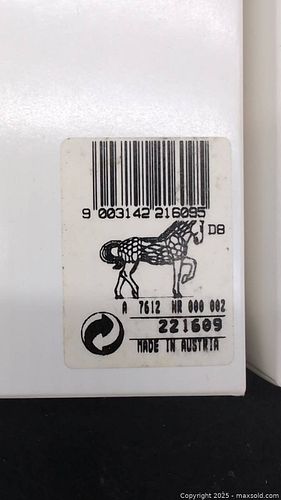 9 003142 216095
DB
A 7612 NR 000 002
221609
MADE IN AUSTRIA
Copyright © 2025 - maxsold.com